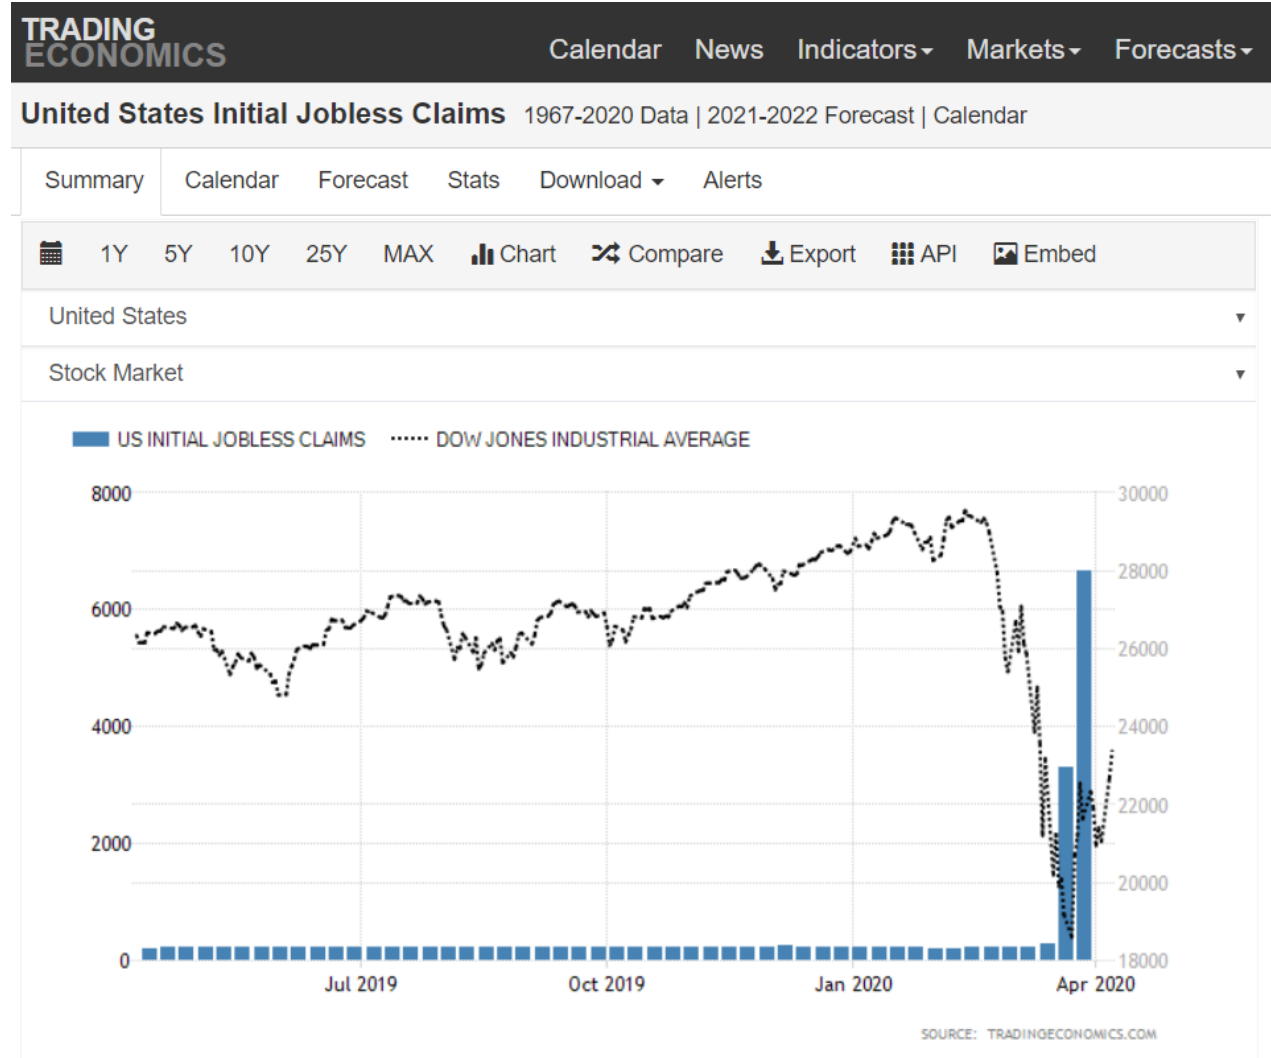 TRADING
ECONOMICS
Calendar News Indicators Markets Forecasts
United States Initial Jobless Claims 1967-2020 Data | 2021-2022 Forecast | Calendar
Summary Calendar Forecast Stats Download Alerts
1Y 5Y 10Y 25Y MAX Chart Compare Export API Embed
United States
Stock Market
US INITIAL JOBLESS CLAIMS DOW JONES INDUSTRIAL AVERAGE
8000 30000
28000
6000
26000
4000 24000
22000
2000
20000
0 18000
Jul 2019 Oct 2019 Jan 2020 Apr 2020
SOURCE: TRADINGECONOMICS.COM